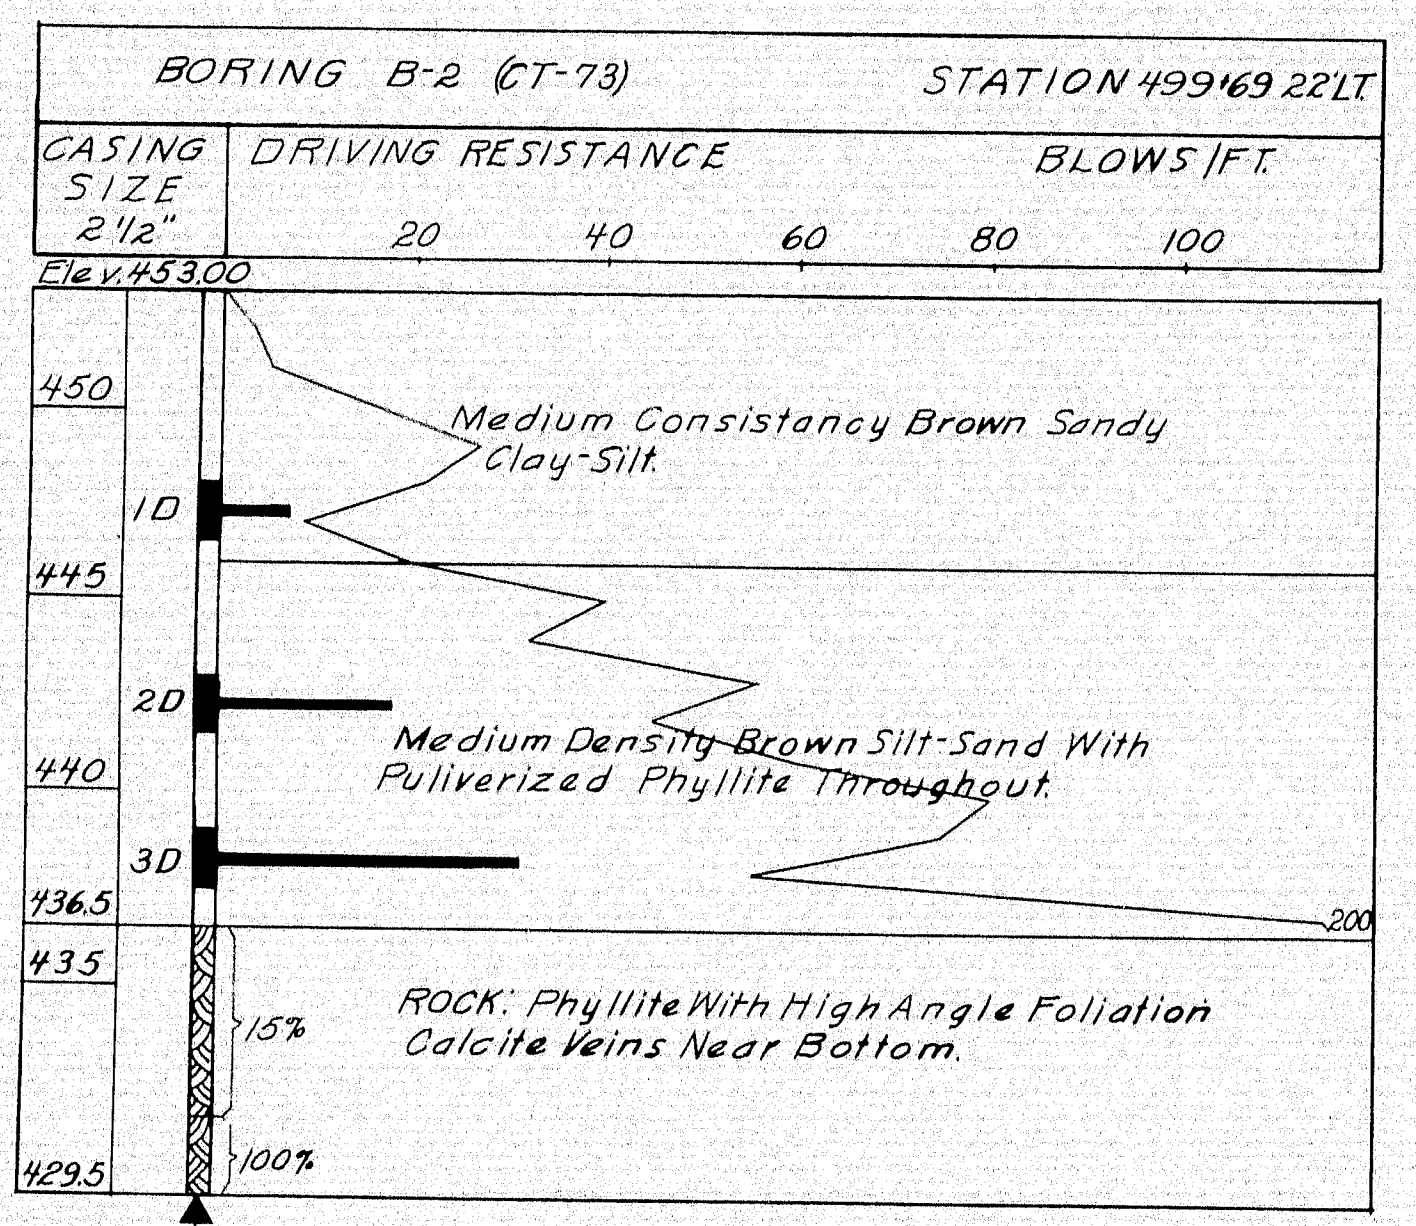 BORING B-2 (CT-73) STATION 499+69 22'LT.
CASING DRIVING RESISTANCE BLOWS/FT.
SIZE
2 1/2" 20 40 60 80 100
Elev. 453.00
450
Medium Consistancy Brown Sandy
Clay-Silt.
1D
445
2D
Medium Density Brown Silt-Sand With
440
Pulverized Phyllite Throughout.
3D
436.5
200
435
ROCK: Phyllite With High Angle Foliation
15%
Calcite Veins Near Bottom.
429.5
100%